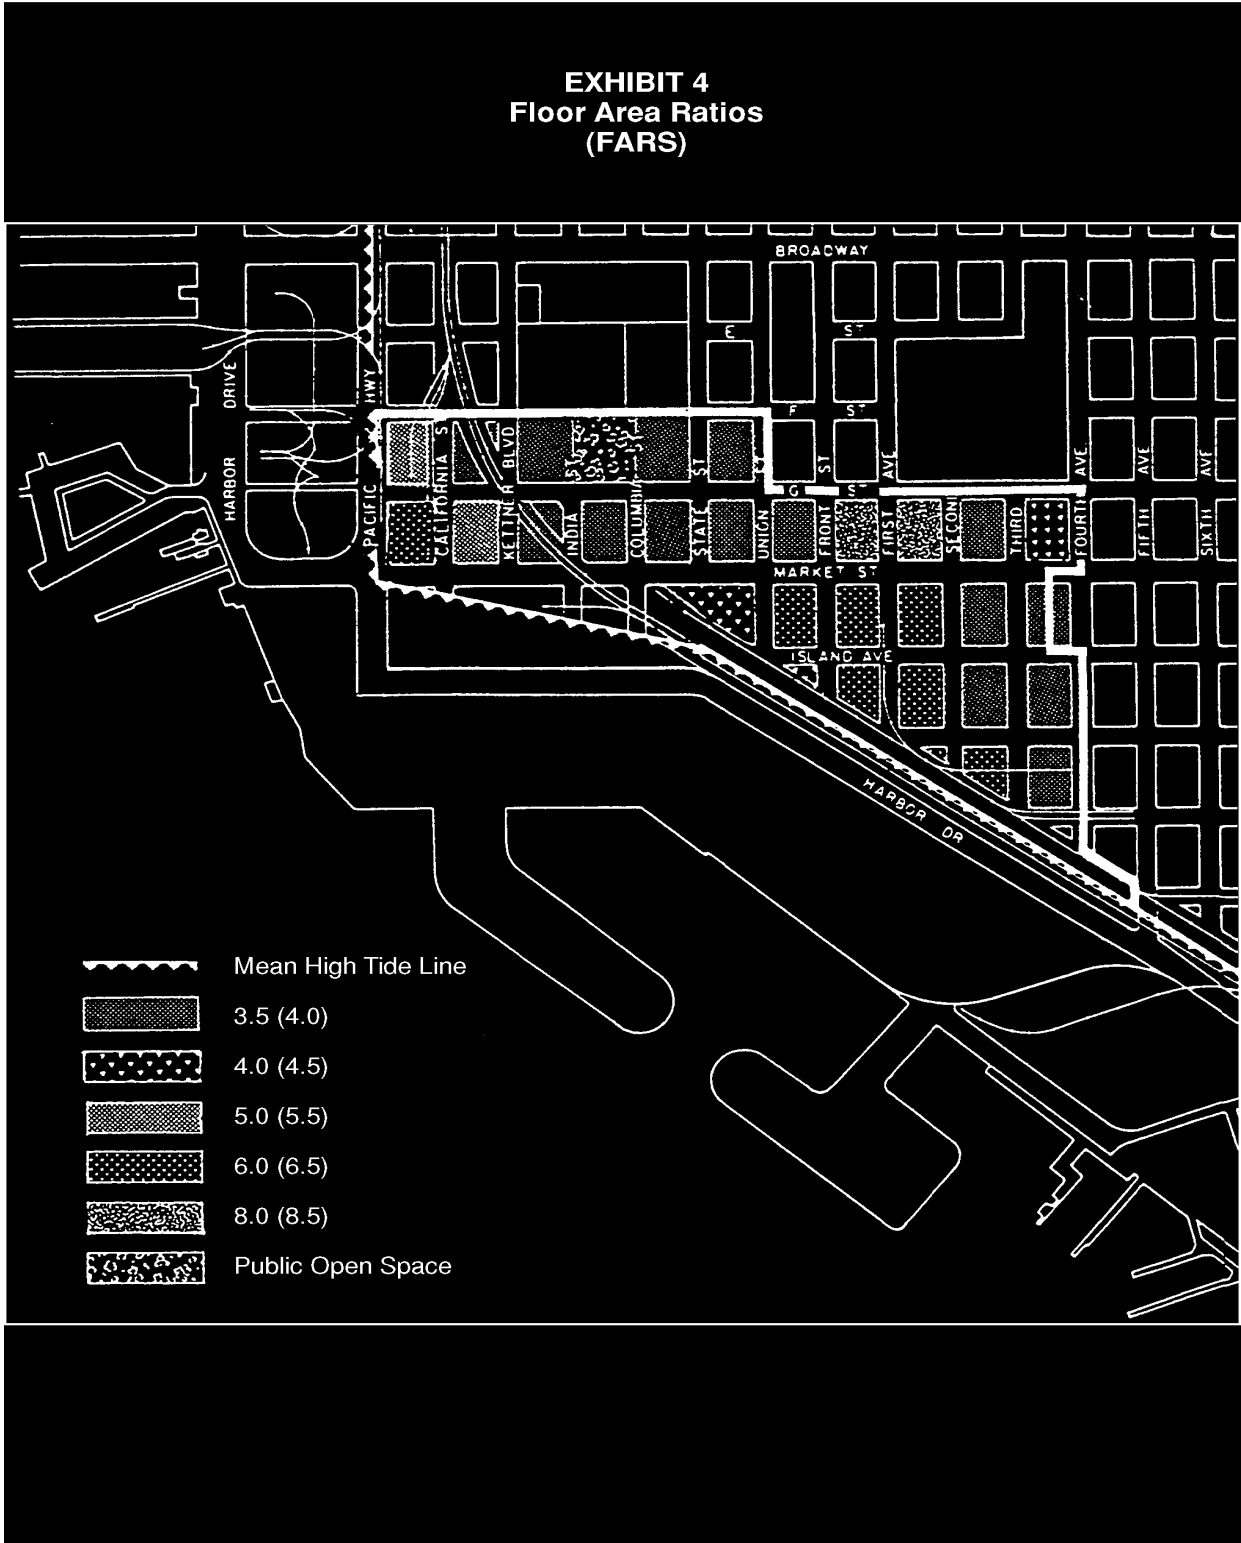 EXHIBIT 4
Floor Area Ratios
(FARS)
BROADWAY
E ST
F ST
G ST
MARKET ST
ISLAND AVE
HARBOR DR
HARBOR DRIVE
PACIFIC HWY
CALIFORNIA S
KETTNER BLVD
INDIA ST
COLUMBIA
STATE ST
UNION
FRONT ST
FIRST AVE
SECOND
THIRD
FOURTH AVE
FIFTH AVE
SIXTH AVE
Mean High Tide Line
3.5 (4.0)
4.0 (4.5)
5.0 (5.5)
6.0 (6.5)
8.0 (8.5)
Public Open Space